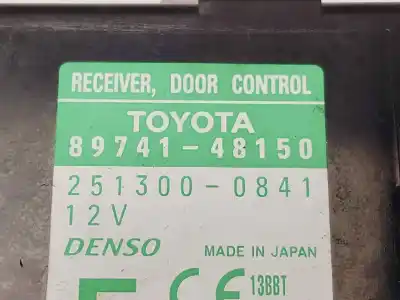 RECEIVER, DOOR CONTROL
TOYOTA
89741-48150
251300-0841
12V
DENSO MADE IN JAPAN
CE 13BBT